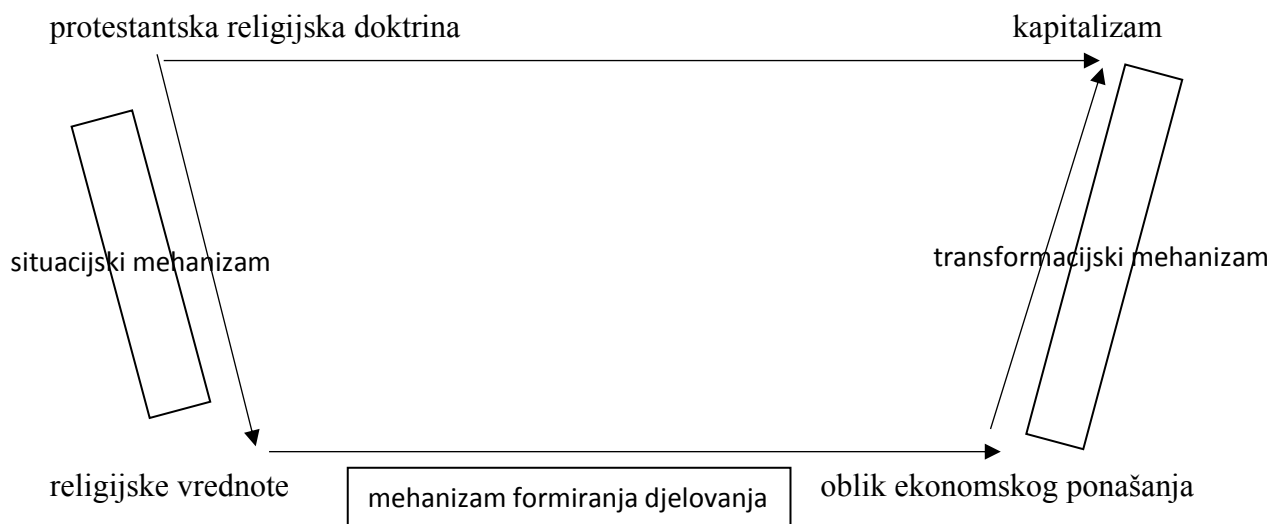 protestantska religijska doktrina
kapitalizam
situacijski mehanizam
transformacijski mehanizam
religijske vrednote
mehanizam formiranja djelovanja
oblik ekonomskog ponašanja